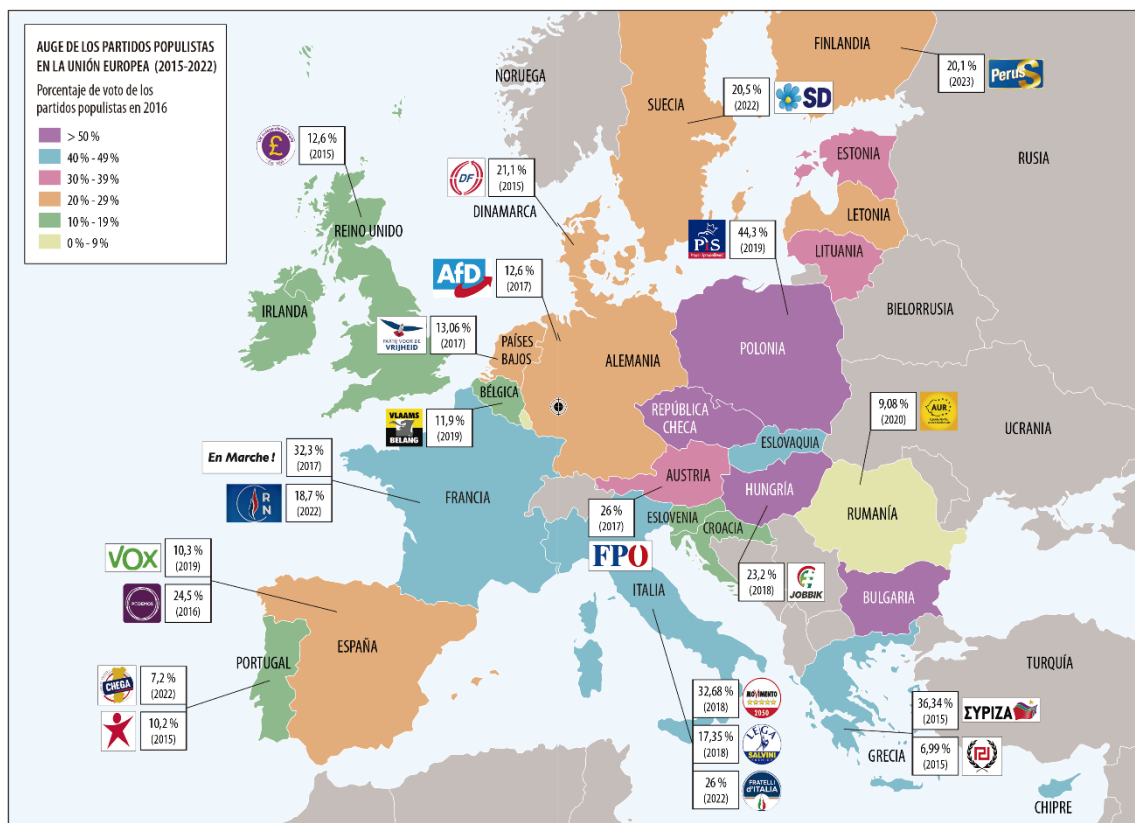 AUGE DE LOS PARTIDOS POPULISTAS
EN LA UNIÓN EUROPEA (2015-2022)
Porcentaje de voto de los
partidos populistas en 2016
> 50 %
40 % - 49 %
30 % - 39 %
20 % - 29 %
10 % - 19 %
0 % - 9 %
NORUEGA
FINLANDIA
20,1 %
(2023)
PerusS
SUECIA
20,5 %
(2022)
SD
RUSIA
£
12,6 %
(2015)
ESTONIA
DF
21,1 %
(2015)
DINAMARCA
LETONIA
REINO UNIDO
PiS
44,3 %
(2019)
LITUANIA
AfD
12,6 %
(2017)
IRLANDA
BIELORRUSIA
PARTIJ VOOR DE
VRIJHEID
13,06 %
(2017)
PAÍSES
BAJOS
ALEMANIA
POLONIA
BÉLGICA
VLAAMS
BELANG
11,9 %
(2019)
REPÚBLICA
CHECA
9,08 %
(2020)
AUR
UCRANIA
ESLOVAQUIA
En Marche !
32,3 %
(2017)
RN
18,7 %
(2022)
FRANCIA
AUSTRIA
HUNGRÍA
RUMANÍA
26 %
(2017)
FPO
ESLOVENIA
CROACIA
VOX
10,3 %
(2019)
PODEMOS
24,5 %
(2016)
23,2 %
(2018)
JOBBIK
ITALIA
BULGARIA
ESPAÑA
PORTUGAL
CHEGA
7,2 %
(2022)
10,2 %
(2015)
TURQUÍA
32,68 %
(2018)
MOVIMENTO
2050
17,35 %
(2018)
LEGA
SALVINI
26 %
(2022)
FRATELLI
d'ITALIA
36,34 %
(2015)
ΣΥΡΙΖΑ
GRECIA
6,99 %
(2015)
CHIPRE